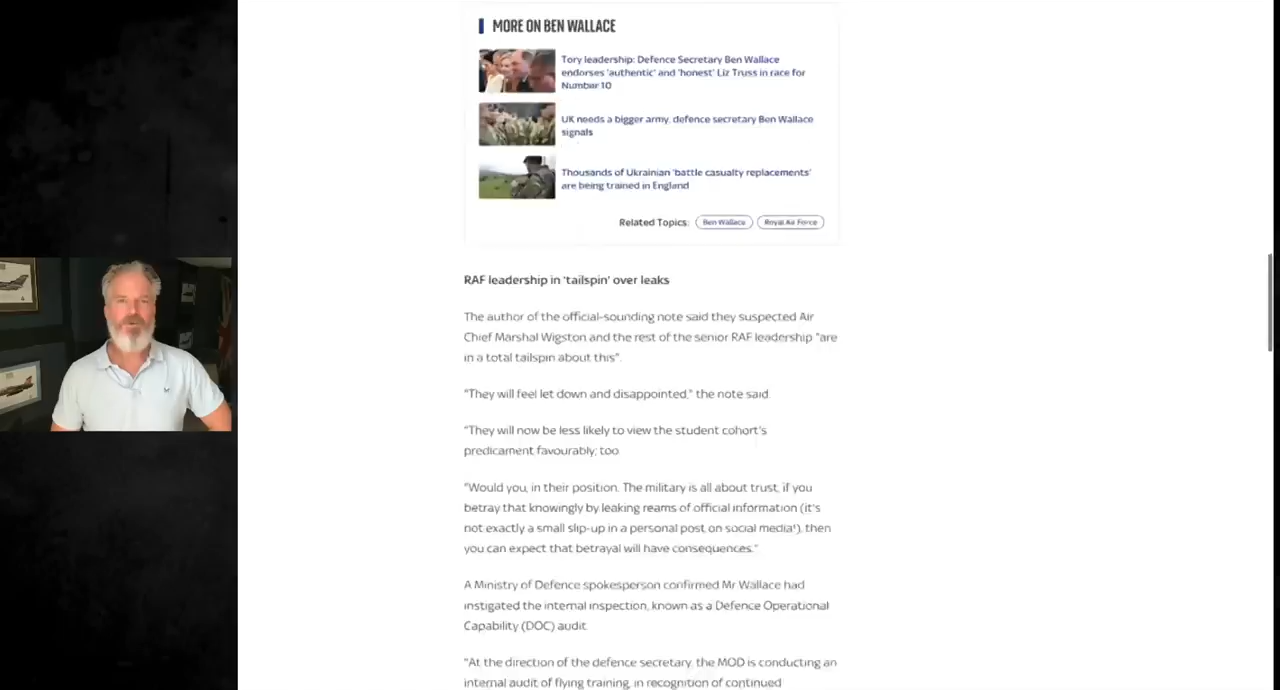 MORE ON BEN WALLACE
Tory leadership: Defence Secretary Ben Wallace
endorses 'authentic' and 'honest' Liz Truss in race for
Number 10
UK needs a bigger army, defence secretary Ben Wallace
signals
Thousands of Ukrainian 'battle casualty replacements'
are being trained in England
Related Topics: Ben Wallace Royal Air Force
RAF leadership in 'tailspin' over leaks
The author of the official-sounding note said they suspected Air
Chief Marshal Wigston and the rest of the senior RAF leadership "are
in a total tailspin about this".
"They will feel let down and disappointed," the note said.
"They will now be less likely to view the student cohort's
predicament favourably, too.
"Would you, in their position. The military is all about trust, if you
betray that knowingly by leaking reams of official information (it's
not exactly a small slip-up in a personal post on social media!), then
you can expect that betrayal will have consequences."
A Ministry of Defence spokesperson confirmed Mr Wallace had
instigated the internal inspection, known as a Defence Operational
Capability (DOC) audit.
"At the direction of the defence secretary, the MOD is conducting an
internal audit of flying training, in recognition of continued